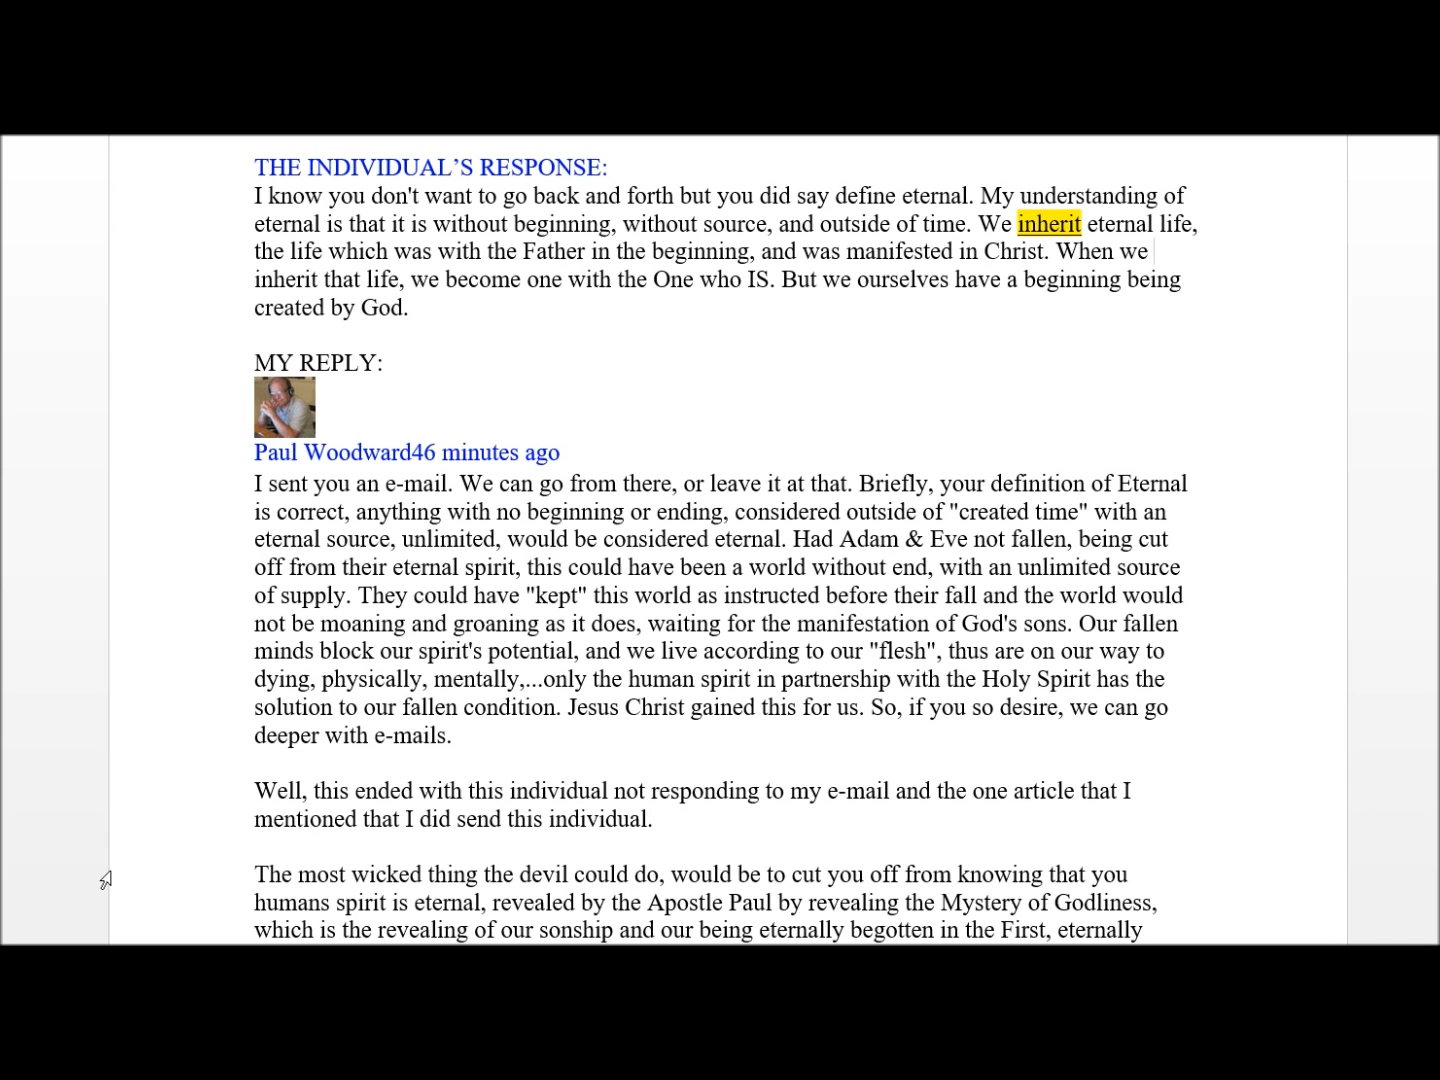 THE INDIVIDUAL’S RESPONSE:
I know you don't want to go back and forth but you did say define eternal. My understanding of
eternal is that it is without beginning, without source, and outside of time. We inherit eternal life,
the life which was with the Father in the beginning, and was manifested in Christ. When we
inherit that life, we become one with the One who IS. But we ourselves have a beginning being
created by God.
MY REPLY:
Paul Woodward46 minutes ago
I sent you an e-mail. We can go from there, or leave it at that. Briefly, your definition of Eternal
is correct, anything with no beginning or ending, considered outside of "created time" with an
eternal source, unlimited, would be considered eternal. Had Adam & Eve not fallen, being cut
off from their eternal spirit, this could have been a world without end, with an unlimited source
of supply. They could have "kept" this world as instructed before their fall and the world would
not be moaning and groaning as it does, waiting for the manifestation of God's sons. Our fallen
minds block our spirit's potential, and we live according to our "flesh", thus are on our way to
dying, physically, mentally,...only the human spirit in partnership with the Holy Spirit has the
solution to our fallen condition. Jesus Christ gained this for us. So, if you so desire, we can go
deeper with e-mails.
Well, this ended with this individual not responding to my e-mail and the one article that I
mentioned that I did send this individual.
The most wicked thing the devil could do, would be to cut you off from knowing that you
humans spirit is eternal, revealed by the Apostle Paul by revealing the Mystery of Godliness,
which is the revealing of our sonship and our being eternally begotten in the First, eternally